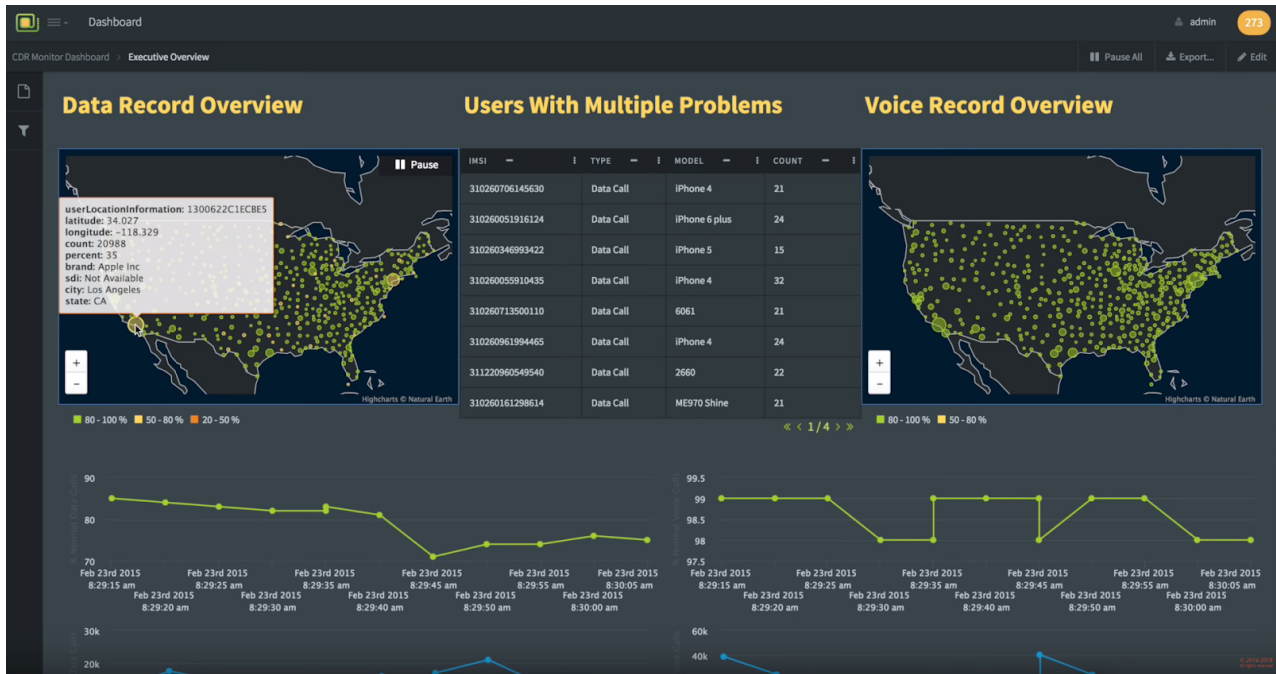 Dashboard
admin
273
CDR Monitor Dashboard > Executive Overview
Pause All
Export...
Edit
Data Record Overview
Users With Multiple Problems
Voice Record Overview
Pause
userLocationInformation: 1300622C1ECBE5
latitude: 34.027
longitude: -118.329
count: 20988
percent: 35
brand: Apple Inc
sdi: Not Available
city: Los Angeles
state: CA
+
-
Highcharts © Natural Earth
80 - 100 % 50 - 80 % 20 - 50 %
IMSI TYPE MODEL COUNT
310260706145630 Data Call iPhone 4 21
310260051916124 Data Call iPhone 6 plus 24
310260346993422 Data Call iPhone 5 15
310260055910435 Data Call iPhone 4 32
310260713500110 Data Call 6061 21
310260961994465 Data Call iPhone 4 24
311220960549540 Data Call 2660 22
310260161298614 Data Call ME970 Shine 21
« < 1 / 4 > »
+
-
Highcharts © Natural Earth
80 - 100 % 50 - 80 %
% Normal Data Calls
90
80
70
Feb 23rd 2015 8:29:15 am
Feb 23rd 2015 8:29:20 am
Feb 23rd 2015 8:29:25 am
Feb 23rd 2015 8:29:30 am
Feb 23rd 2015 8:29:35 am
Feb 23rd 2015 8:29:40 am
Feb 23rd 2015 8:29:45 am
Feb 23rd 2015 8:29:50 am
Feb 23rd 2015 8:29:55 am
Feb 23rd 2015 8:30:00 am
Feb 23rd 2015 8:30:05 am
% Normal Voice Calls
99.5
99
98.5
98
97.5
Feb 23rd 2015 8:29:15 am
Feb 23rd 2015 8:29:20 am
Feb 23rd 2015 8:29:25 am
Feb 23rd 2015 8:29:30 am
Feb 23rd 2015 8:29:35 am
Feb 23rd 2015 8:29:40 am
Feb 23rd 2015 8:29:45 am
Feb 23rd 2015 8:29:50 am
Feb 23rd 2015 8:29:55 am
Feb 23rd 2015 8:30:00 am
Feb 23rd 2015 8:30:05 am
30k
20k
60k
40k